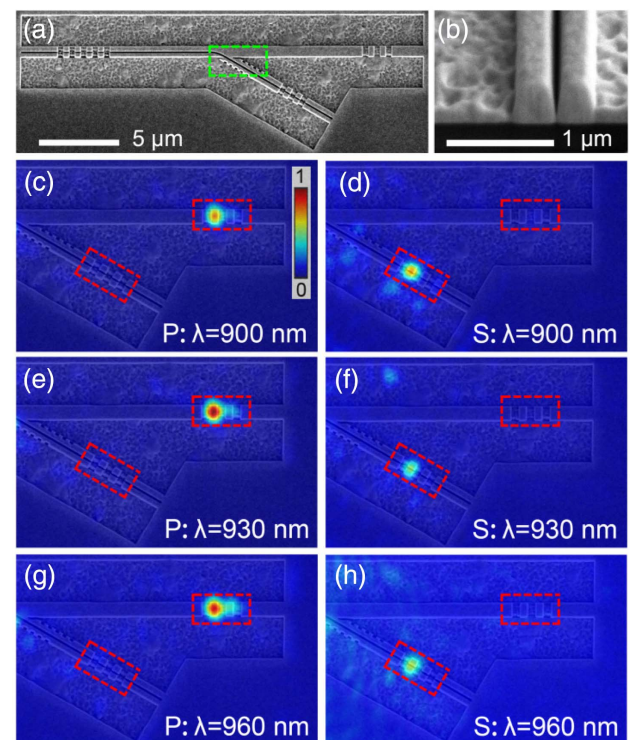 (a)
5 μm
(b)
1 μm
(c)
1
0
P: λ=900 nm
(d)
S: λ=900 nm
(e)
P: λ=930 nm
(f)
S: λ=930 nm
(g)
P: λ=960 nm
(h)
S: λ=960 nm